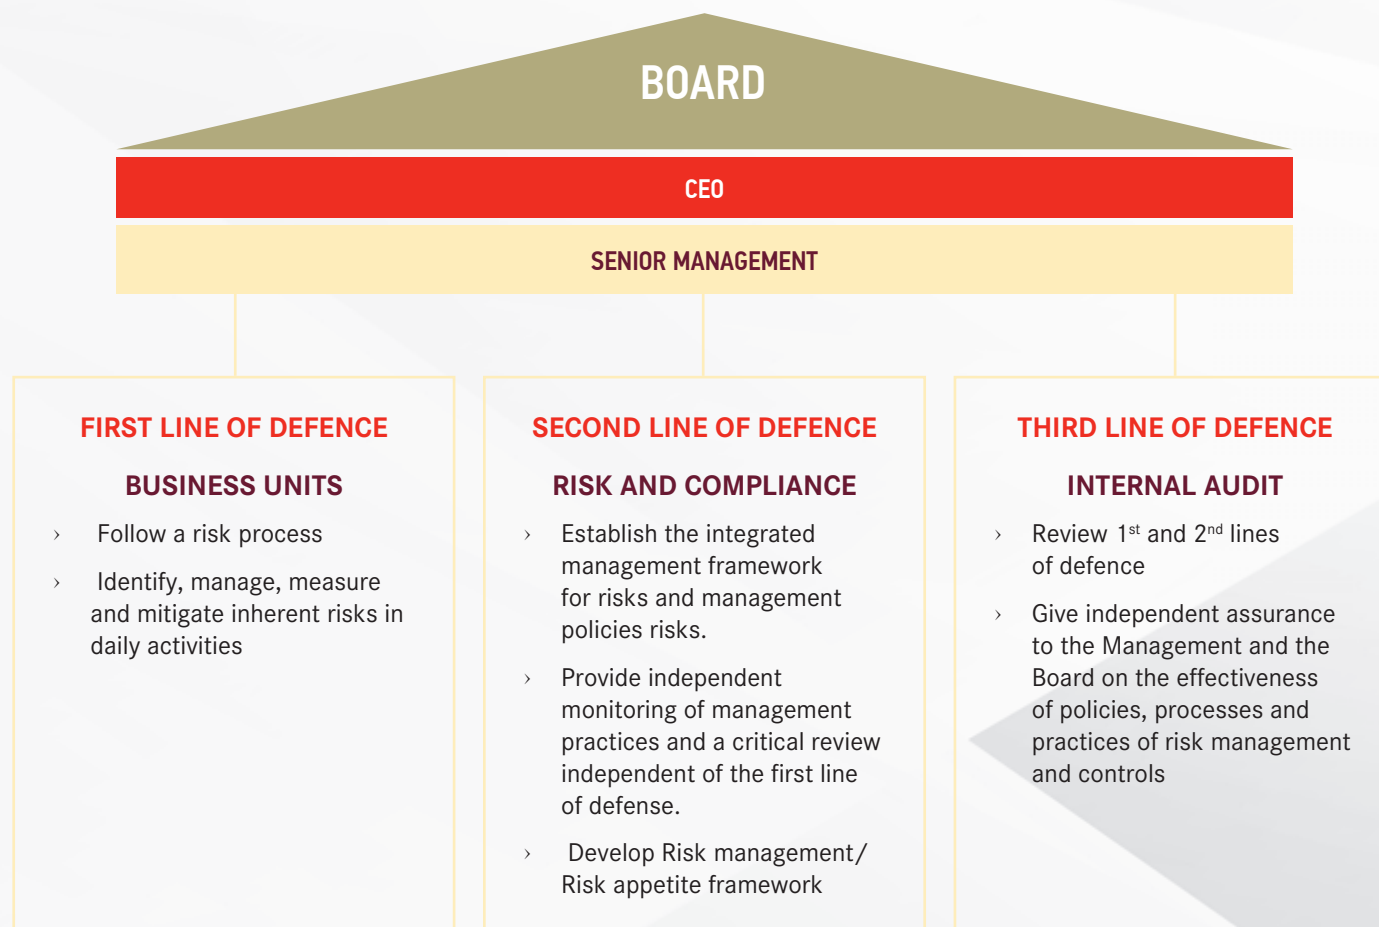 BOARD
CEO
SENIOR MANAGEMENT
FIRST LINE OF DEFENCE
BUSINESS UNITS
› Follow a risk process
› Identify, manage, measure
and mitigate inherent risks in
daily activities
SECOND LINE OF DEFENCE
RISK AND COMPLIANCE
› Establish the integrated
management framework
for risks and management
policies risks.
› Provide independent
monitoring of management
practices and a critical review
independent of the first line
of defense.
› Develop Risk management/
Risk appetite framework
THIRD LINE OF DEFENCE
INTERNAL AUDIT
› Review 1st and 2nd lines
of defence
› Give independent assurance
to the Management and the
Board on the effectiveness
of policies, processes and
practices of risk management
and controls